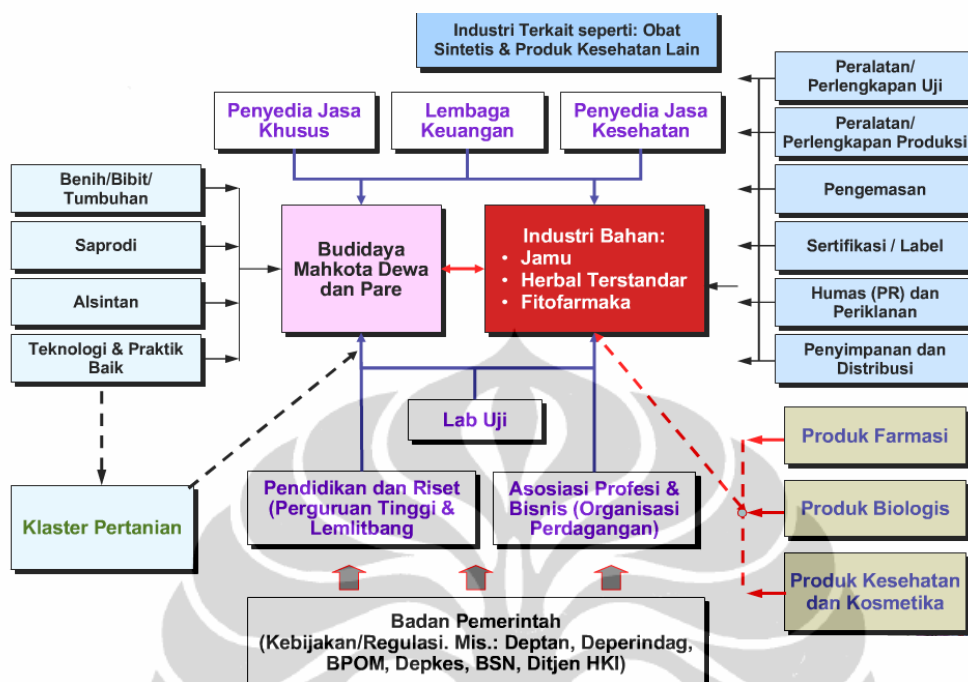 Industri Terkait seperti: Obat
Sintetis & Produk Kesehatan Lain
Penyedia Jasa
Khusus
Lembaga
Keuangan
Penyedia Jasa
Kesehatan
Peralatan/
Perlengkapan Uji
Peralatan/
Perlengkapan Produksi
Pengemasan
Sertifikasi / Label
Humas (PR) dan
Periklanan
Penyimpanan dan
Distribusi
Benih/Bibit/
Tumbuhan
Saprodi
Alsintan
Teknologi & Praktik
Baik
Budidaya
Mahkota Dewa
dan Pare
Industri Bahan:
• Jamu
• Herbal Terstandar
• Fitofarmaka
Lab Uji
Klaster Pertanian
Pendidikan dan Riset
(Perguruan Tinggi &
Lemlitbang)
Asosiasi Profesi &
Bisnis (Organisasi
Perdagangan)
Produk Farmasi
Produk Biologis
Produk Kesehatan
dan Kosmetika
Badan Pemerintah
(Kebijakan/Regulasi. Mis.: Deptan, Deperindag,
BPOM, Depkes, BSN, Ditjen HKI)